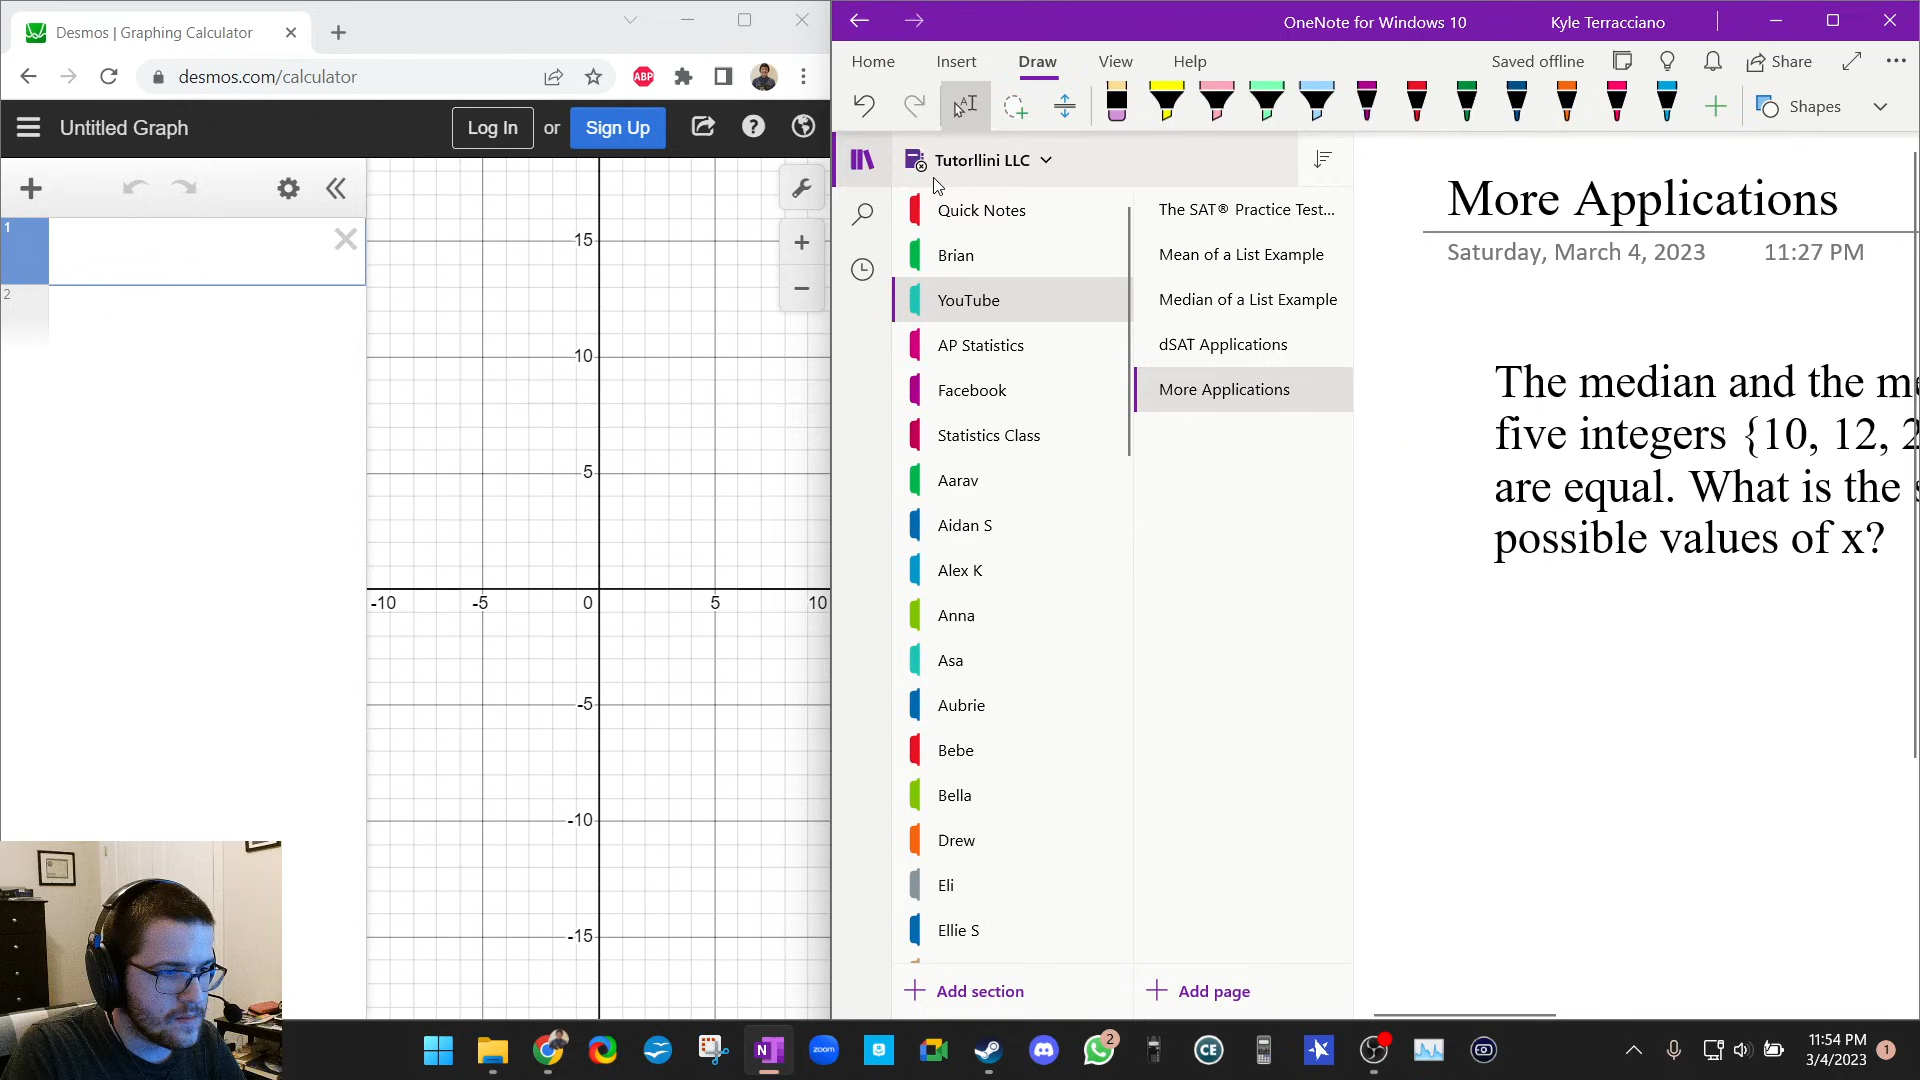 Desmos | Graphing Calculator
OneNote for Windows 10
Kyle Terracciano
desmos.com/calculator
ABP
Home
Insert
Draw
View
Help
Saved offline
Share
Untitled Graph
Log In
or
Sign Up
Shapes
Tutorllini LLC
1
2
15
10
5
-10
-5
0
5
10
-5
-10
-15
Quick Notes
Brian
YouTube
AP Statistics
Facebook
Statistics Class
Aarav
Aidan S
Alex K
Anna
Asa
Aubrie
Bebe
Bella
Drew
Eli
Ellie S
Add section
The SAT® Practice Test...
Mean of a List Example
Median of a List Example
dSAT Applications
More Applications
Add page
More Applications
Saturday, March 4, 2023
11:27 PM
The median and the me
five integers {10, 12, 2
are equal. What is the s
possible values of x?
zoom
2
CE
11:54 PM
3/4/2023
1